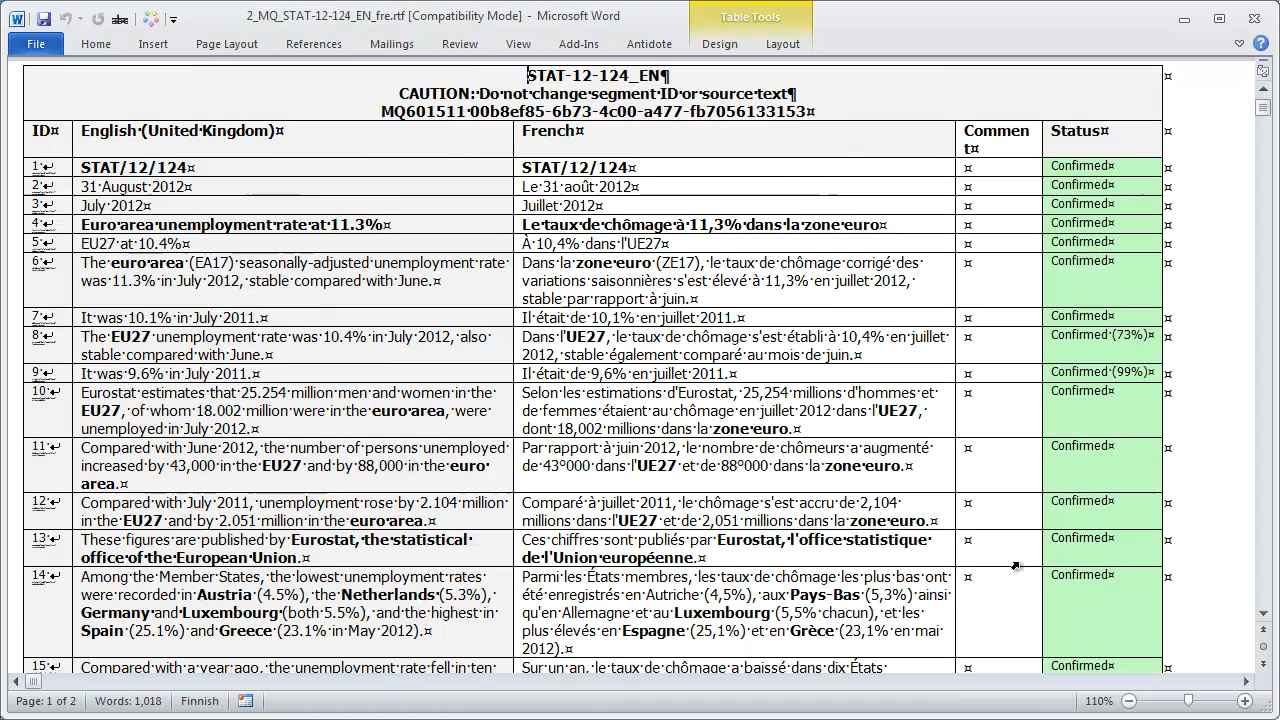 2_MQ_STAT-12-124_EN_fre.rtf [Compatibility Mode] - Microsoft Word
Table Tools
File Home Insert Page Layout References Mailings Review View Add-Ins Antidote Design Layout
STAT-12-124_EN¶
CAUTION:·Do·not·change·segment·ID·or·source·text¶
MQ601511·00b8ef85-6b73-4c00-a477-fb7056133153¤
ID¤ English·(United·Kingdom)¤ French¤ Commen Status¤
t¤
1·↵ STAT/12/124¤ STAT/12/124¤ ¤ Confirmed¤
2·↵ 31·August·2012¤ Le·31·août·2012¤ ¤ Confirmed¤
3·↵ July·2012¤ Juillet·2012¤ ¤ Confirmed¤
4·↵ Euro·area·unemployment·rate·at·11.3%¤ Le·taux·de·chômage·à·11,3%·dans·la·zone·euro¤ ¤ Confirmed¤
5·↵ EU27·at·10.4%¤ À·10,4%·dans·l'UE27¤ ¤ Confirmed¤
6·↵ The·euro·area·(EA17)·seasonally-adjusted·unemployment·rate· Dans·la·zone·euro·(ZE17),·le·taux·de·chômage·corrigé·des· ¤ Confirmed¤
was·11.3%·in·July·2012,·stable·compared·with·June.¤ variations·saisonnières·s'est·élevé·à·11,3%·en·juillet·2012,·
stable·par·rapport·à·juin.¤
7·↵ It·was·10.1%·in·July·2011.¤ Il·était·de·10,1%·en·juillet·2011.¤ ¤ Confirmed¤
8·↵ The·EU27·unemployment·rate·was·10.4%·in·July·2012,·also· Dans·l'UE27,·le·taux·de·chômage·s'est·établi·à·10,4%·en·juillet· ¤ Confirmed·(73%)¤
stable·compared·with·June.¤ 2012,·stable·également·comparé·au·mois·de·juin.¤
9·↵ It·was·9.6%·in·July·2011.¤ Il·était·de·9,6%·en·juillet·2011.¤ ¤ Confirmed·(99%)¤
10·↵ Eurostat·estimates·that·25.254·million·men·and·women·in·the· Selon·les·estimations·d'Eurostat,·25,254·millions·d'hommes·et· ¤ Confirmed¤
EU27,·of·whom·18.002·million·were·in·the·euro·area,·were· de·femmes·étaient·au·chômage·en·juillet·2012·dans·l'UE27,·
unemployed·in·July·2012.¤ dont·18,002·millions·dans·la·zone·euro.¤
11·↵ Compared·with·June·2012,·the·number·of·persons·unemployed· Par·rapport·à·juin·2012,·le·nombre·de·chômeurs·a·augmenté· ¤ Confirmed¤
increased·by·43,000·in·the·EU27·and·by·88,000·in·the·euro· de·43°000·dans·l'UE27·et·de·88°000·dans·la·zone·euro.¤
area.¤
12·↵ Compared·with·July·2011,·unemployment·rose·by·2.104·million· Comparé·à·juillet·2011,·le·chômage·s'est·accru·de·2,104· ¤ Confirmed¤
in·the·EU27·and·by·2.051·million·in·the·euro·area.¤ millions·dans·l'UE27·et·de·2,051·millions·dans·la·zone·euro.¤
13·↵ These·figures·are·published·by·Eurostat,·the·statistical· Ces·chiffres·sont·publiés·par·Eurostat,·l'office·statistique· ¤ Confirmed¤
office·of·the·European·Union.¤ de·l'Union·européenne.¤
14·↵ Among·the·Member·States,·the·lowest·unemployment·rates· Parmi·les·États·membres,·les·taux·de·chômage·les·plus·bas·ont· ¤ Confirmed¤
were·recorded·in·Austria·(4.5%),·the·Netherlands·(5.3%),· été·enregistrés·en·Autriche·(4,5%),·aux·Pays-Bas·(5,3%)·ainsi·
Germany·and·Luxembourg·(both·5.5%),·and·the·highest·in· qu'en·Allemagne·et·au·Luxembourg·(5,5%·chacun),·et·les·
Spain·(25.1%)·and·Greece·(23.1%·in·May·2012).¤ plus·élevés·en·Espagne·(25,1%)·et·en·Grèce·(23,1%·en·mai·
2012).¤
15·↵ Compared·with·a·year·ago,·the·unemployment·rate·fell·in·ten· Sur·un·an,·le·taux·de·chômage·a·baissé·dans·dix·États· ¤ Confirmed¤
Page: 1 of 2 Words: 1,018 Finnish 110%